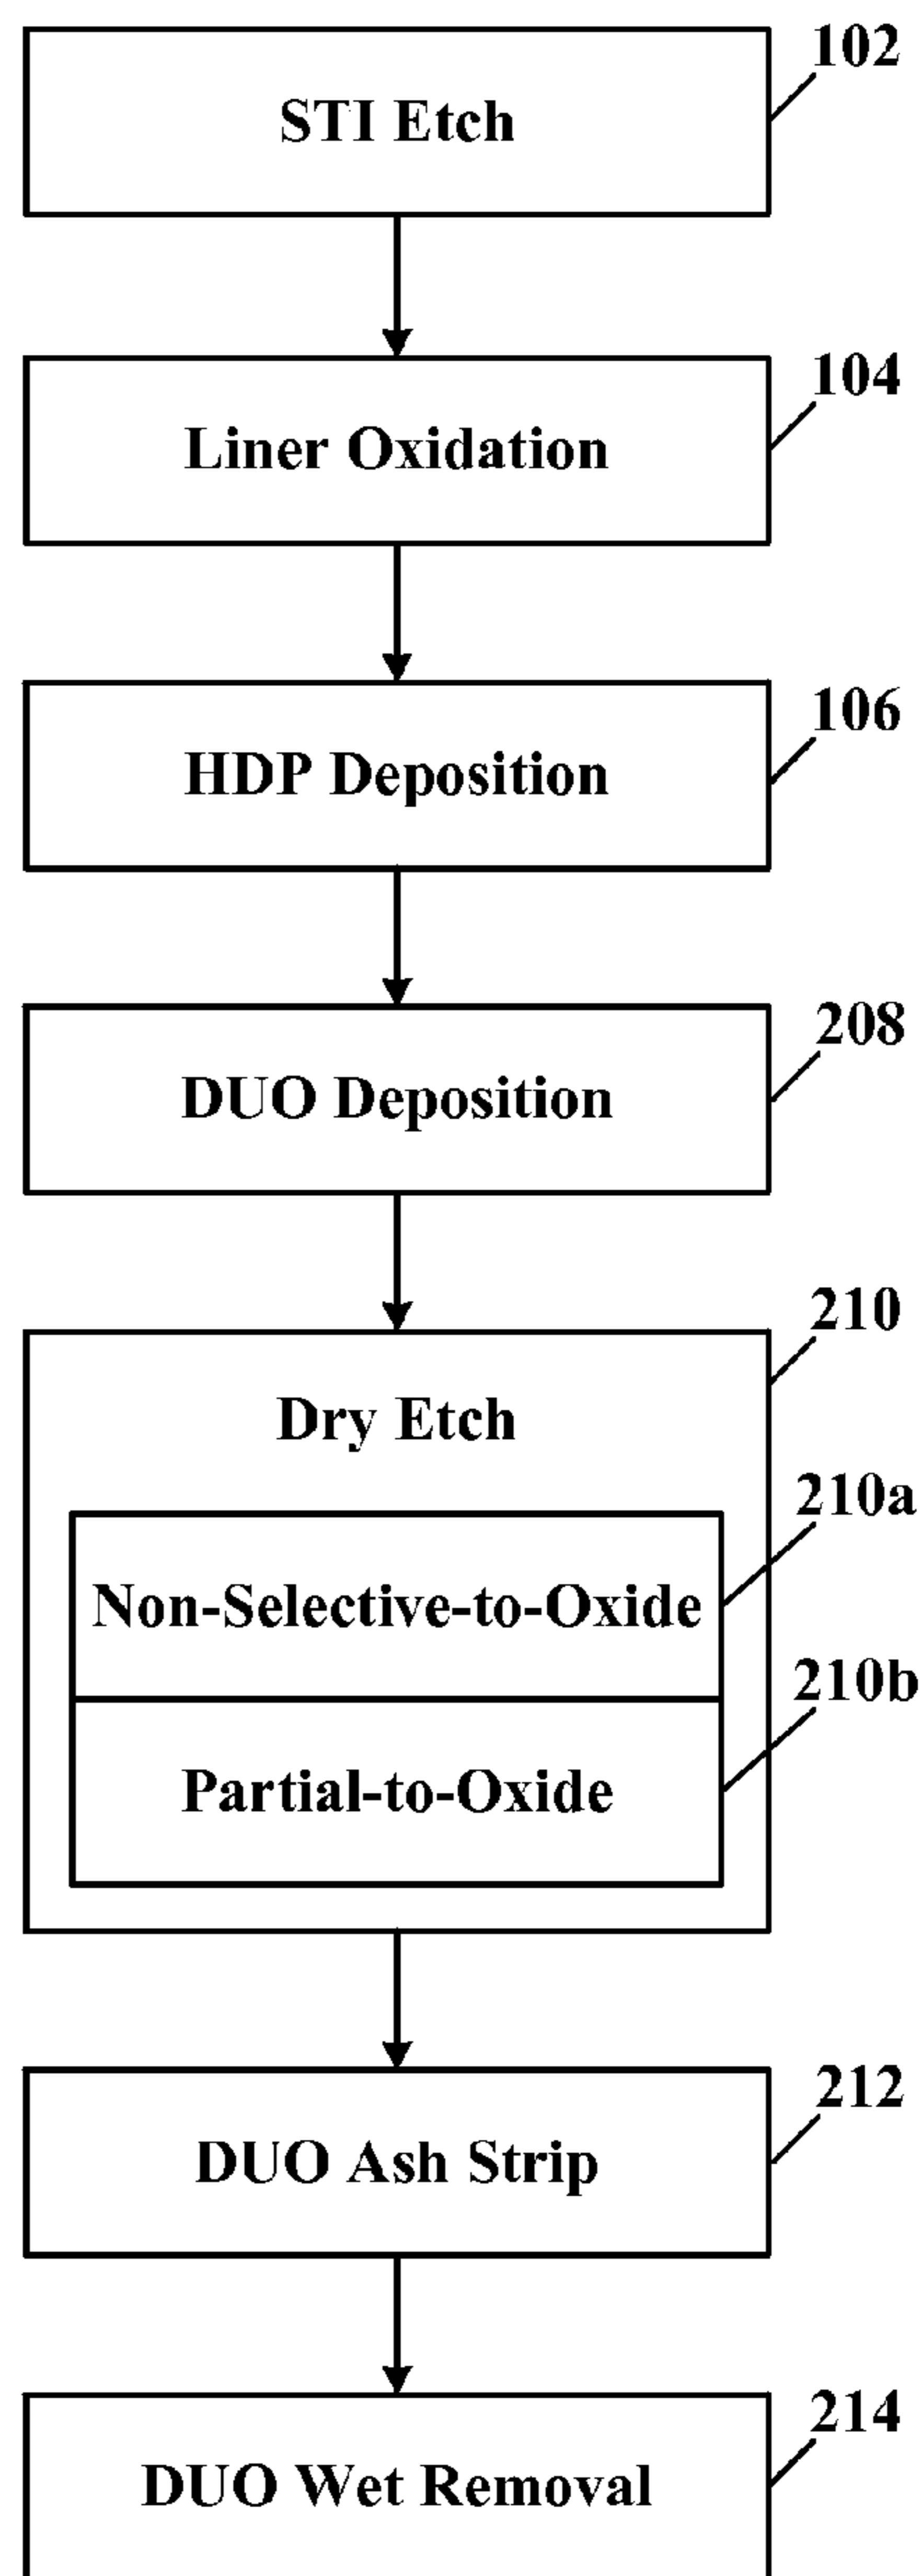 102
STI Etch
104
Liner Oxidation
106
HDP Deposition
208
DUO Deposition
210
Dry Etch
210a
Non-Selective-to-Oxide
210b
Partial-to-Oxide
212
DUO Ash Strip
214
DUO Wet Removal